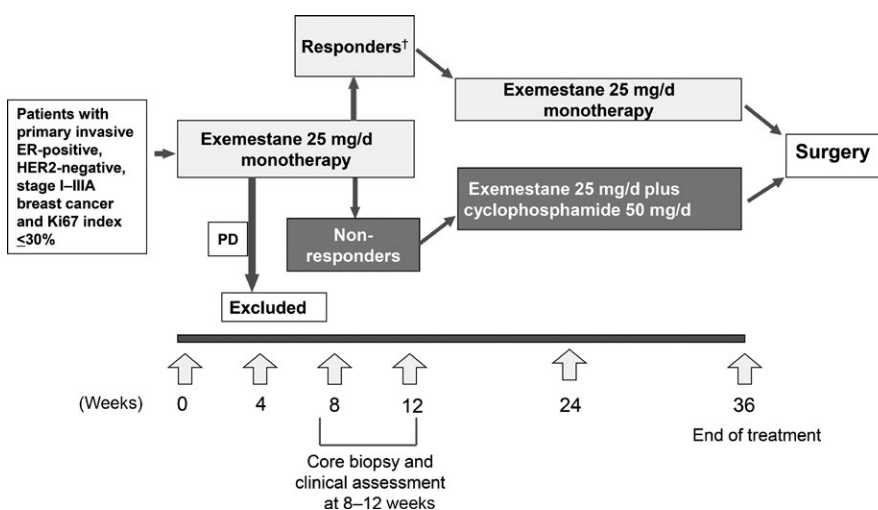 Patients with
primary invasive
ER-positive,
HER2-negative,
stage I–IIIA
breast cancer
and Ki67 index
≤30%
Exemestane 25 mg/d
monotherapy
Responders†
Exemestane 25 mg/d
monotherapy
PD
Non-
responders
Exemestane 25 mg/d plus
cyclophosphamide 50 mg/d
Surgery
Excluded
(Weeks) 0 4 8 12 24 36
End of treatment
Core biopsy and
clinical assessment
at 8–12 weeks